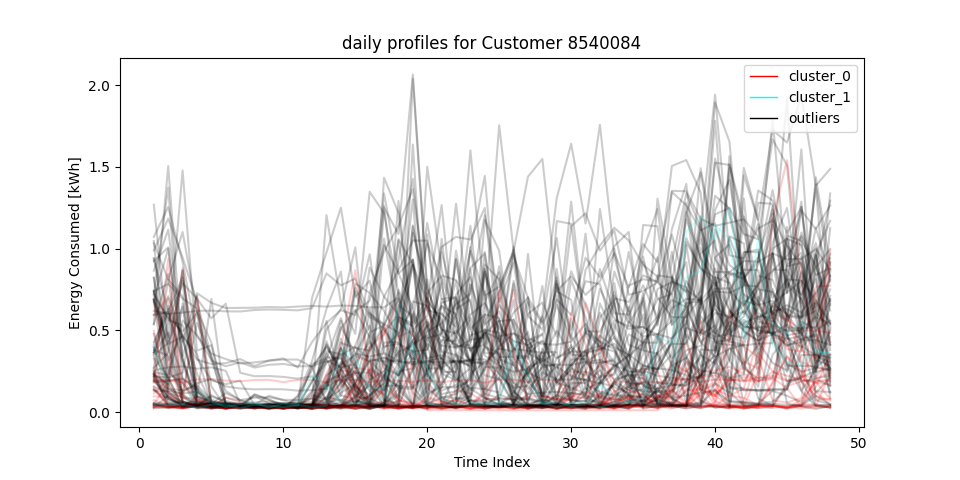 daily profiles for Customer 8540084
cluster_0
cluster_1
outliers
2.0
1.5
1.0
0.5
0.0
Energy Consumed [kWh]
0
10
20
30
40
50
Time Index